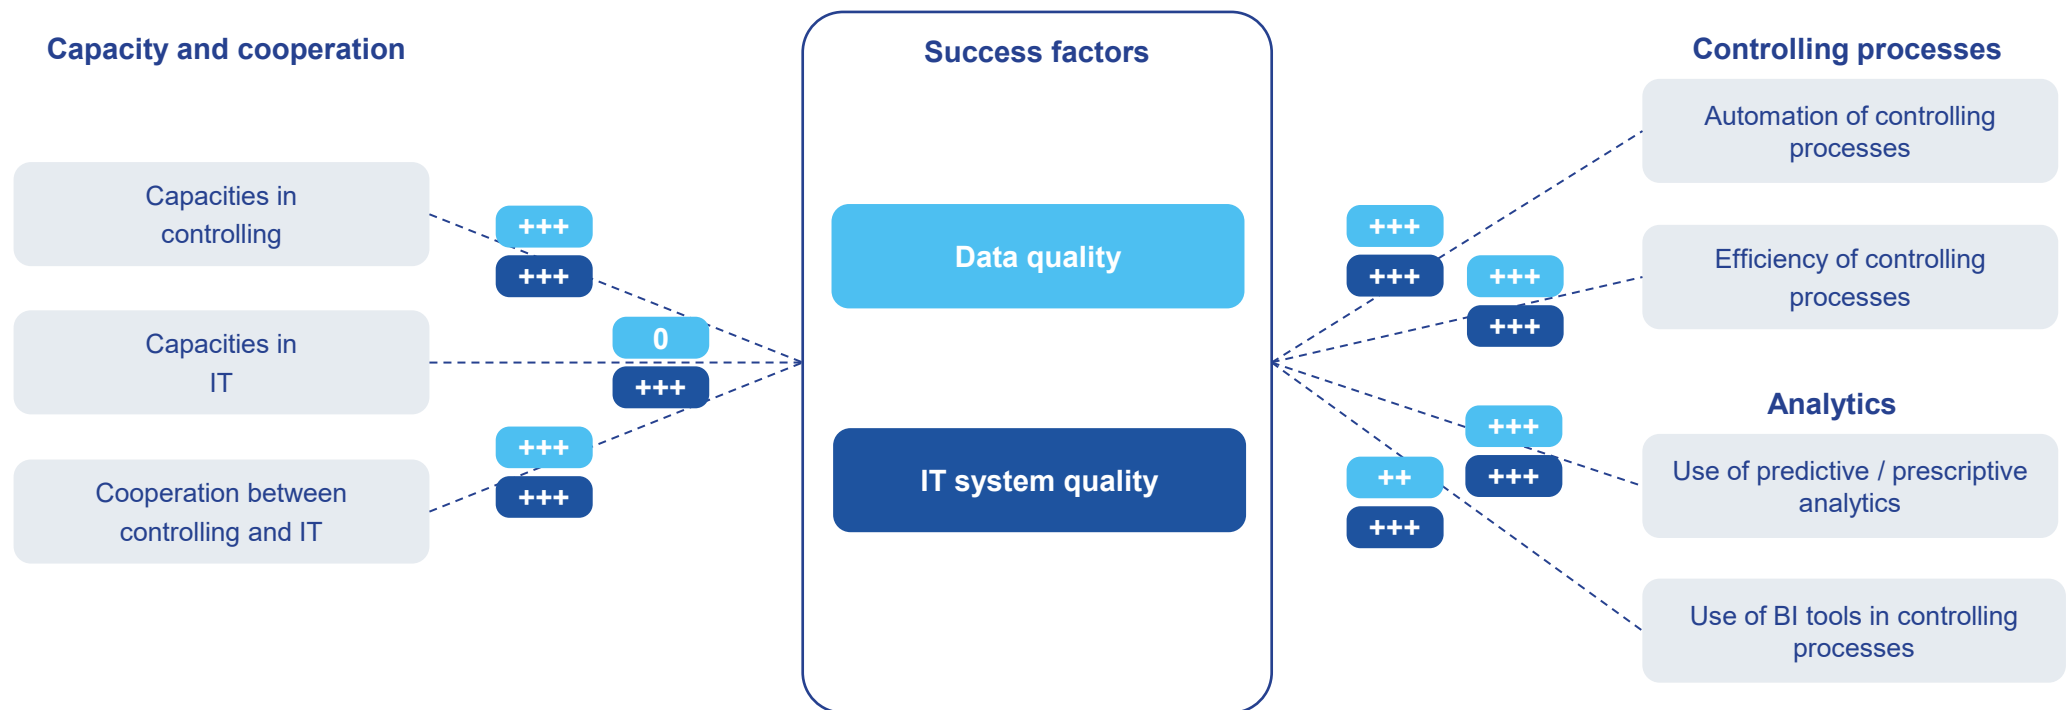 Capacity and cooperation
Capacities in
controlling
Capacities in
IT
Cooperation between
controlling and IT
+++
+++
0
+++
+++
+++
Success factors
Data quality
IT system quality
+++
+++
+++
+++
+++
+++
++
+++
Controlling processes
Automation of controlling
processes
Efficiency of controlling
processes
Analytics
Use of predictive / prescriptive
analytics
Use of BI tools in controlling
processes